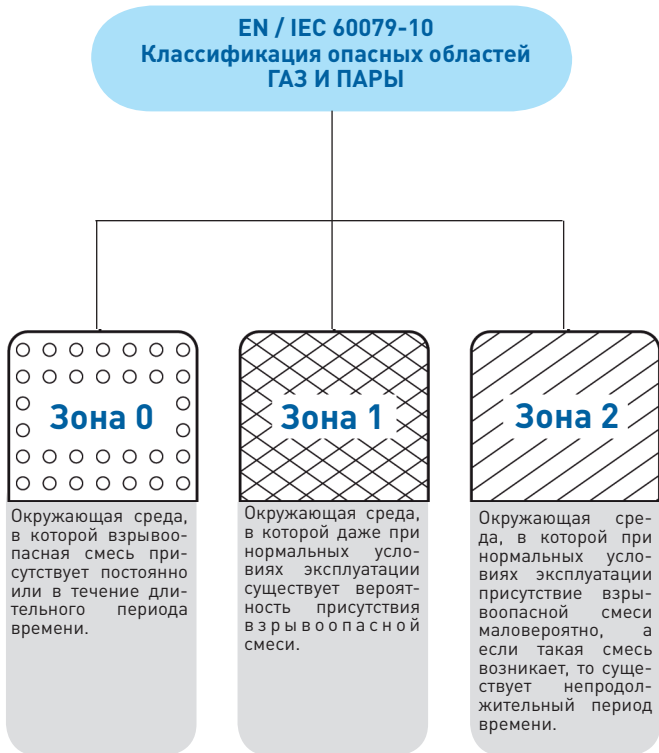 EN / IEC 60079-10
Классификация опасных областей
ГАЗ И ПАРЫ
Зона 0
Окружающая среда,
в которой взрывоо-
пасная смесь при-
сутствует постоянно
или в течение дли-
тельного периода
времени.
Зона 1
Окружающая среда,
в которой даже при
нормальных усло-
виях эксплуатации
существует вероят-
ность присутствия
взрывоопасной
смеси.
Зона 2
Окружающая сре-
да, в которой при
нормальных усло-
виях эксплуатации
присутствие взры-
воопасной смеси
маловероятно, а
если такая смесь
возникает, то суще-
ствует непродол-
жительный период
времени.